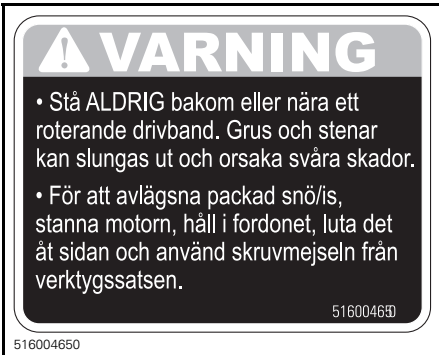 VARNING
• Stå ALDRIG bakom eller nära ett
roterande drivband. Grus och stenar
kan slungas ut och orsaka svåra skador.
• För att avlägsna packad snö/is,
stanna motorn, håll i fordonet, luta det
åt sidan och använd skruvmejseln från
verktygssatsen.
516004650
516004650